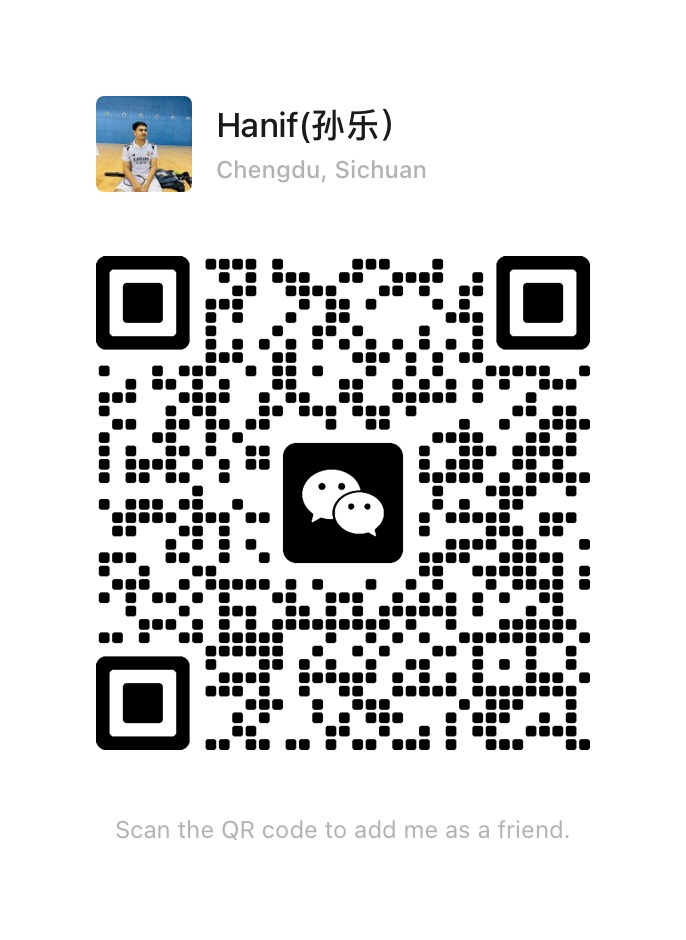 Hanif(孙乐)
Chengdu, Sichuan
Scan the QR code to add me as a friend.